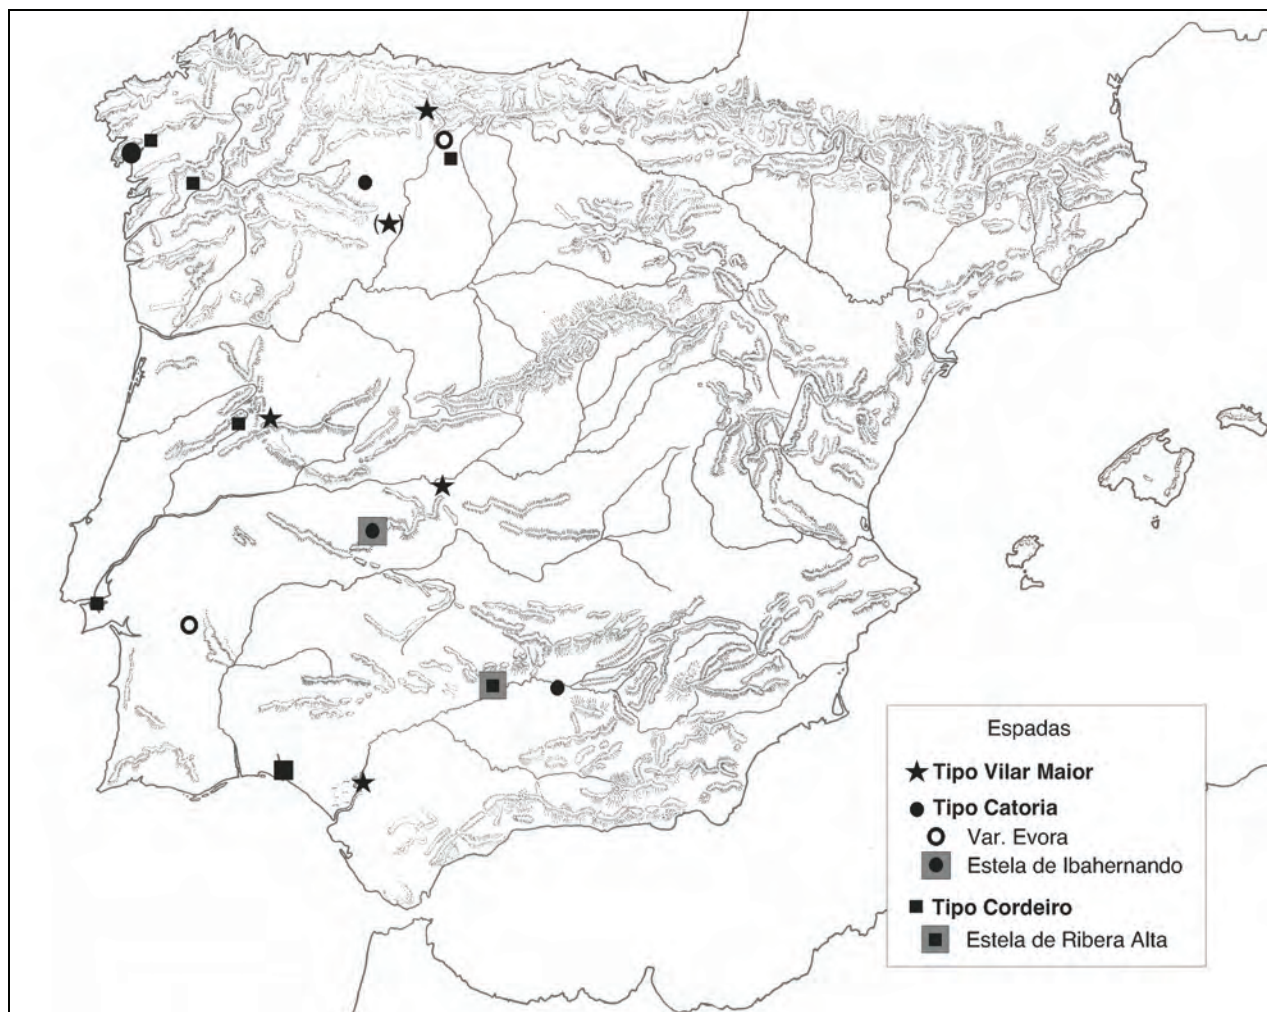 ( )
Espadas
Tipo Vilar Maior
Tipo Catoria
Var. Evora
Estela de Ibahernando
Tipo Cordeiro
Estela de Ribera Alta